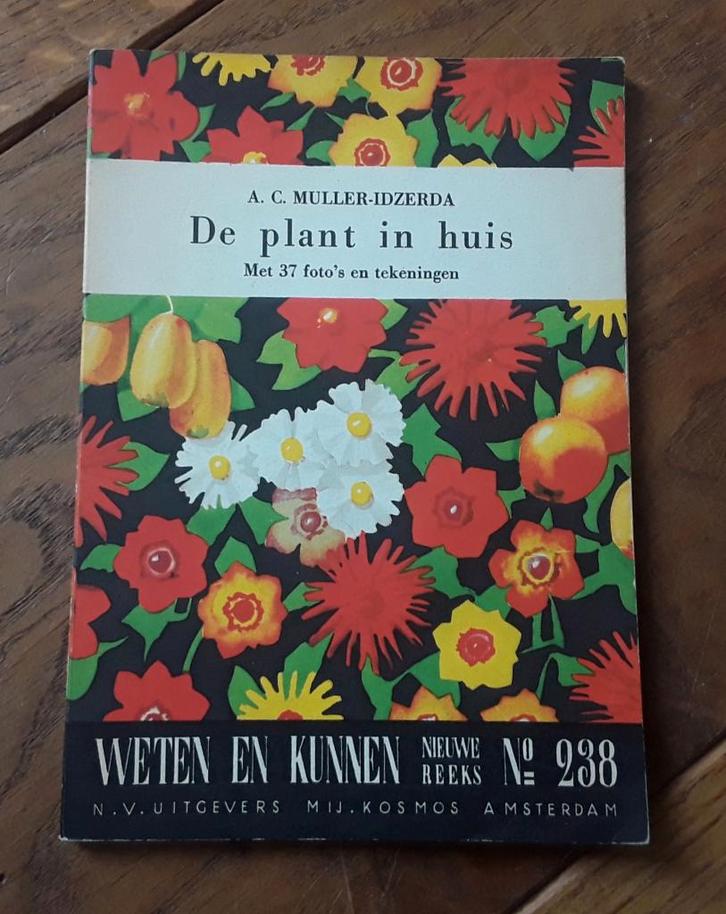 A. C. MULLER-IDZERDA
De plant in huis
Met 37 foto's en tekeningen
WETEN EN KUNNEN NIEUWE REEKS Nº 238
N.V. UITGEVERS MIJ. KOSMOS AMSTERDAM